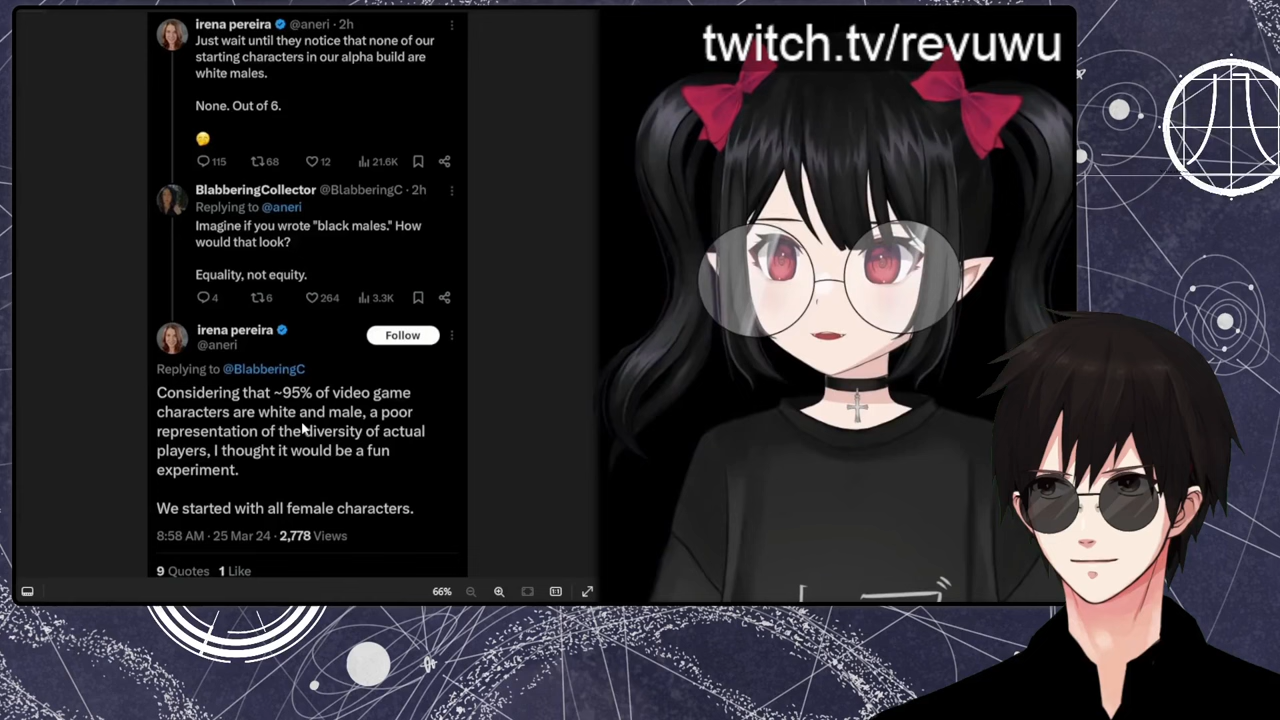 twitch.tv/revuwu
irena pereira @aneri · 2h
Just wait until they notice that none of our
starting characters in our alpha build are
white males.
None. Out of 6.
115 68 12 21.6K
BlabberingCollector @BlabberingC · 2h
Replying to @aneri
Imagine if you wrote "black males." How
would that look?
Equality, not equity.
4 6 264 3.3K
irena pereira
@aneri
Follow
Replying to @BlabberingC
Considering that ~95% of video game
characters are white and male, a poor
representation of the diversity of actual
players, I thought it would be a fun
experiment.
We started with all female characters.
8:58 AM · 25 Mar 24 · 2,778 Views
9 Quotes 1 Like
66%
1:1